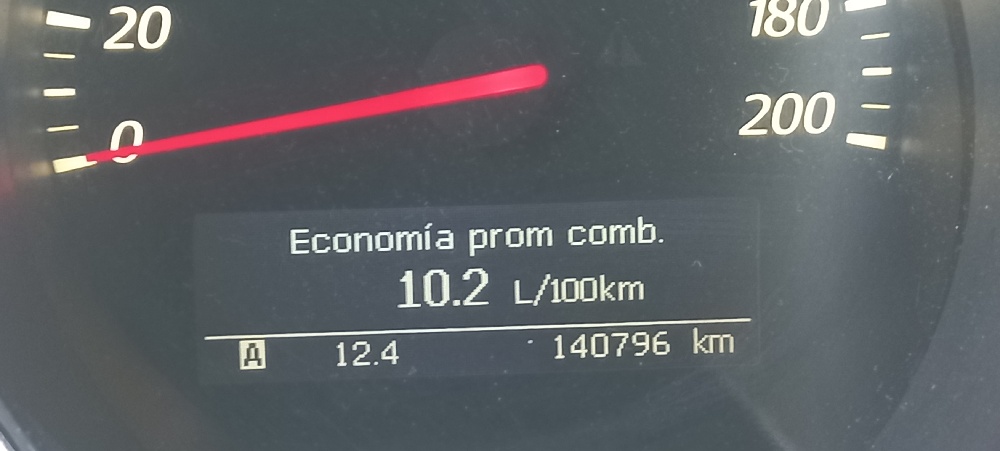 20
180
0
200
Economía prom comb.
10.2 L/100km
A 12.4 140796 km